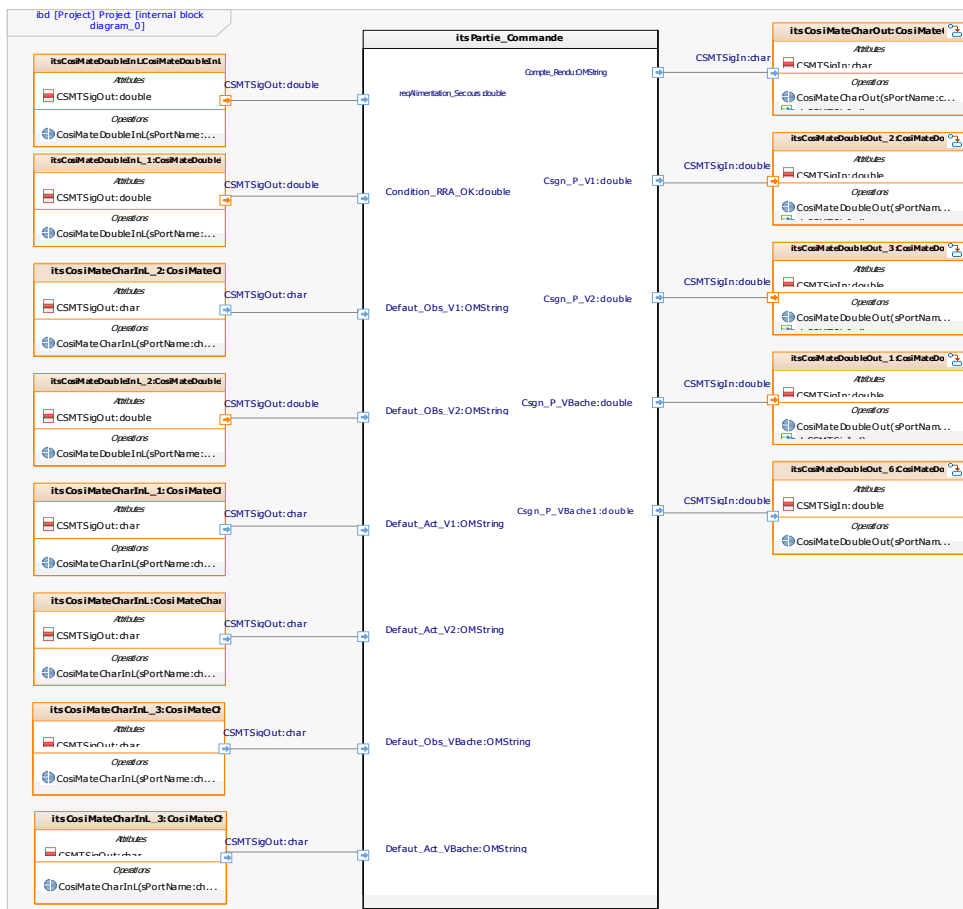 ibd [Project] Project [internal block
diagram_0]
itsCosiMateDoubleInL:CosiMateDoubleInL
Attributes
CSMTSigOut:double
Operations
CosiMateDoubleInL(sPortName:...
CSMTSigOut:double
itsCosiMateDoubleInL_1:CosiMateDouble
Attributes
CSMTSigOut:double
Operations
CosiMateDoubleInL(sPortName:...
CSMTSigOut:double
itsCosiMateCharInL_2:CosiMateCl
Attributes
CSMTSigOut:char
Operations
CosiMateCharInL(sPortName:ch...
CSMTSigOut:char
itsCosiMateDoubleInL_2:CosiMateDouble
Attributes
CSMTSigOut:double
Operations
CosiMateDoubleInL(sPortName:...
CSMTSigOut:double
itsCosiMateCharInL_1:CosiMateCl
Attributes
CSMTSigOut:char
Operations
CosiMateCharInL(sPortName:ch...
CSMTSigOut:char
itsCosiMateCharInL:CosiMateChar
Attributes
CSMTSigOut:char
Operations
CosiMateCharInL(sPortName:ch...
CSMTSigOut:char
itsCosiMateCharInL_3:CosiMateCh
Attributes
CSMTSigOut:char
Operations
CosiMateCharInL(sPortName:ch...
CSMTSigOut:char
itsCosiMateCharInL_3:CosiMateCh
Attributes
CSMTSigOut:char
Operations
CosiMateCharInL(sPortName:ch...
CSMTSigOut:char
itsPartie_Commande
Compte_Rendu:OMString
reqAlimentation_Secours:double
Condition_RRA_OK:double
Csgn_P_V1:double
Defaut_Obs_V1:OMString
Csgn_P_V2:double
Defaut_OBs_V2:OMString
Csgn_P_VBache:double
Defaut_Act_V1:OMString
Csgn_P_VBache1:double
Defaut_Act_V2:OMString
Defaut_Obs_VBache:OMString
Defaut_Act_VBache:OMString
CSMTSigIn:char
itsCosiMateCharOut:CosiMate
Attributes
CSMTSigIn:char
Operations
CosiMateCharOut(sPortName:c...
CSMTSigIn:double
itsCosiMateDoubleOut_2:CosiMateDo
Attributes
CSMTSigIn:double
Operations
CosiMateDoubleOut(sPortNam...
CSMTSigIn:double
itsCosiMateDoubleOut_3:CosiMateDo
Attributes
CSMTSigIn:double
Operations
CosiMateDoubleOut(sPortNam...
CSMTSigIn:double
itsCosiMateDoubleOut_1:CosiMateDo
Attributes
CSMTSigIn:double
Operations
CosiMateDoubleOut(sPortNam...
CSMTSigIn:double
itsCosiMateDoubleOut_6:CosiMateDo
Attributes
CSMTSigIn:double
Operations
CosiMateDoubleOut(sPortNam...